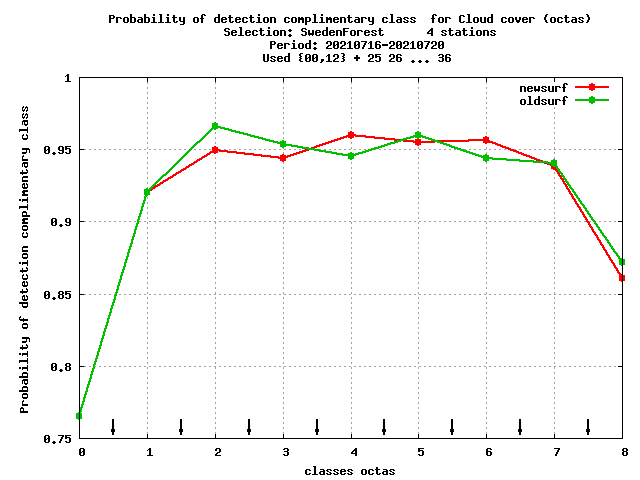 Probability of detection complimentary class  for Cloud cover (octas)
Selection: SwedenForest      4 stations
Period: 20210716-20210720
Used {00,12} + 25 26 ... 36
newsurf
oldsurf
Probability of detection complimentary class
1
0.95
0.9
0.85
0.8
0.75
0 1 2 3 4 5 6 7 8
classes octas